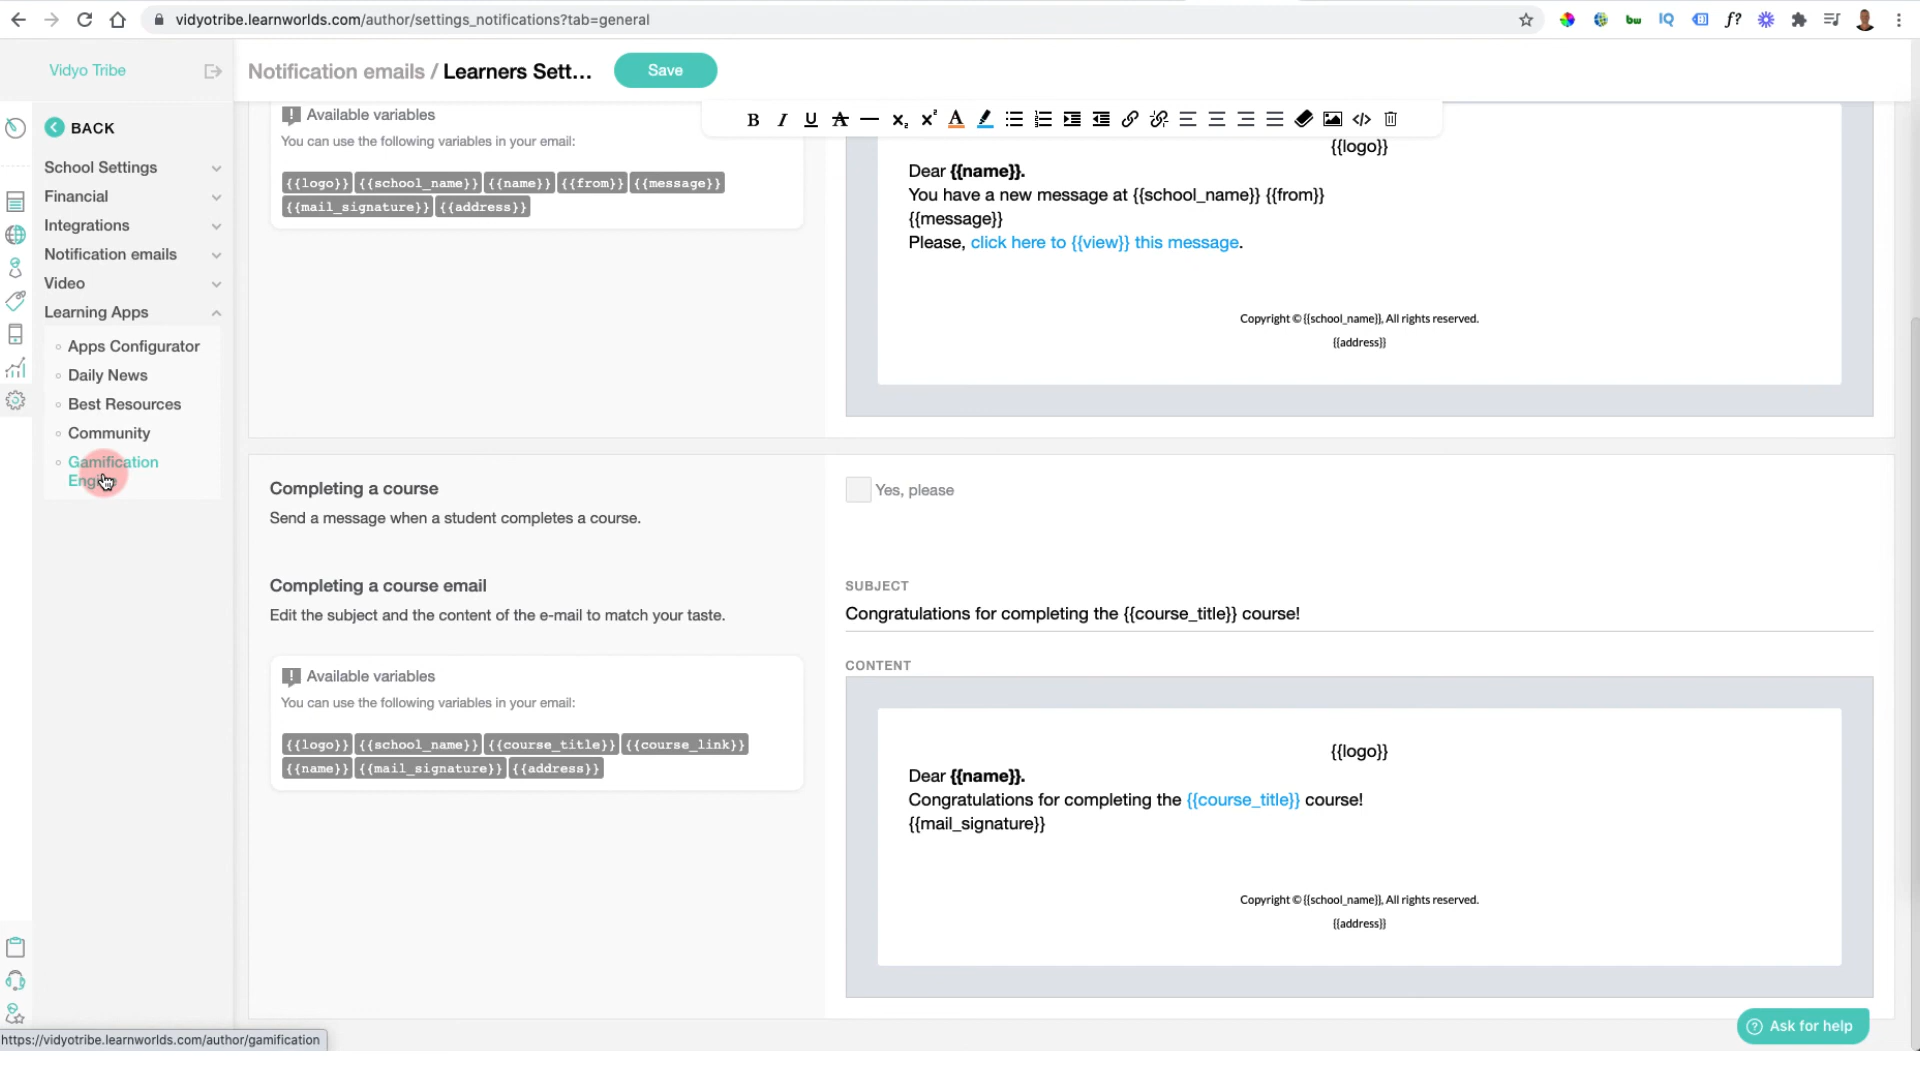 vidyotribe.learnworlds.com/author/settings_notifications?tab=general
Vidyo Tribe
Notification emails / Learners Sett...
Save
BACK
School Settings
Financial
Integrations
Notification emails
Video
Learning Apps
Apps Configurator
Daily News
Best Resources
Community
Gamification
Engine
Available variables
You can use the following variables in your email:
{{logo}} {{school_name}} {{name}} {{from}} {{message}}
{{mail_signature}} {{address}}
{{logo}}
Dear {{name}}.
You have a new message at {{school_name}} {{from}}
{{message}}
Please, click here to {{view}} this message.
Copyright © {{school_name}}, All rights reserved.
{{address}}
Completing a course
Send a message when a student completes a course.
Yes, please
Completing a course email
Edit the subject and the content of the e-mail to match your taste.
SUBJECT
Congratulations for completing the {{course_title}} course!
Available variables
You can use the following variables in your email:
{{logo}} {{school_name}} {{course_title}} {{course_link}}
{{name}} {{mail_signature}} {{address}}
CONTENT
{{logo}}
Dear {{name}}.
Congratulations for completing the {{course_title}} course!
{{mail_signature}}
Copyright © {{school_name}}, All rights reserved.
{{address}}
Ask for help
https://vidyotribe.learnworlds.com/author/gamification